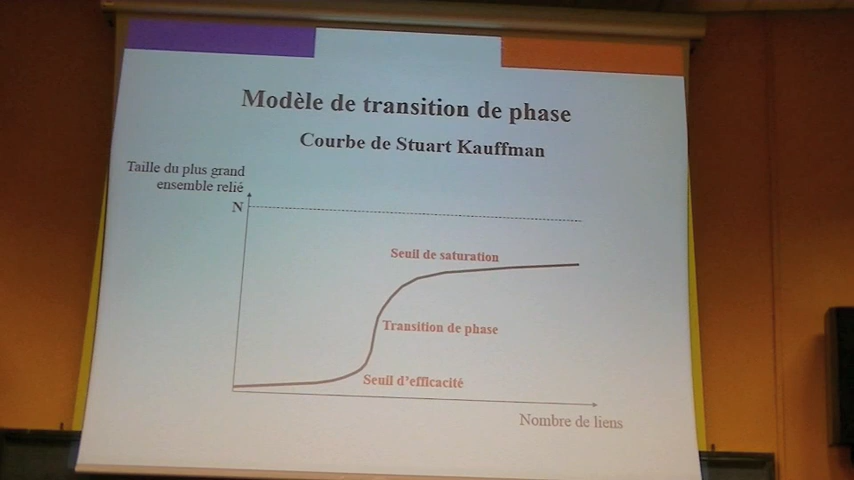 Modèle de transition de phase
Courbe de Stuart Kauffman
Taille du plus grand
ensemble relié
N
Seuil de saturation
Transition de phase
Seuil d'efficacité
Nombre de liens